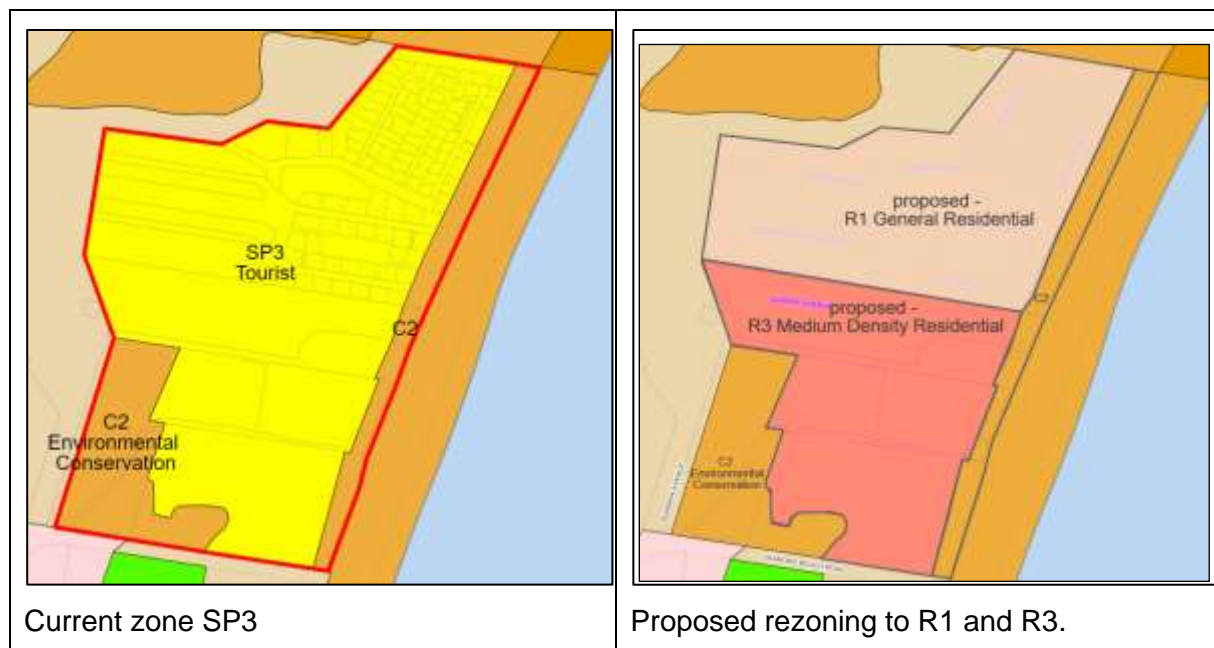 SP3
Tourist
C2
C2
Environmental
Conservation
Current zone SP3
proposed -
R1 General Residential
proposed -
R3 Medium Density Residential
C2
Environmental
Conservation
Proposed rezoning to R1 and R3.